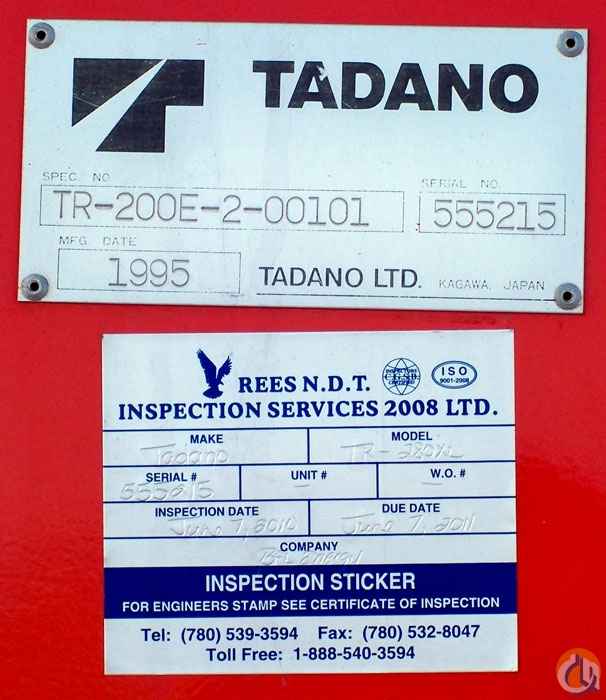 TADANO
SPEC. NO. SERIAL NO.
TR-200E-2-00101 555215
MFG. DATE
1995 TADANO LTD. KAGAWA, JAPAN
REES N.D.T. ISO 9001-2008
INSPECTION SERVICES 2008 LTD.
MAKE MODEL
Tadano TR-280XL
SERIAL # UNIT # W.O. #
555215 - -
INSPECTION DATE DUE DATE
June 7, 2010 June 7, 2011
COMPANY
INSPECTION STICKER
FOR ENGINEERS STAMP SEE CERTIFICATE OF INSPECTION
Tel: (780) 539-3594 Fax: (780) 532-8047
Toll Free: 1-888-540-3594